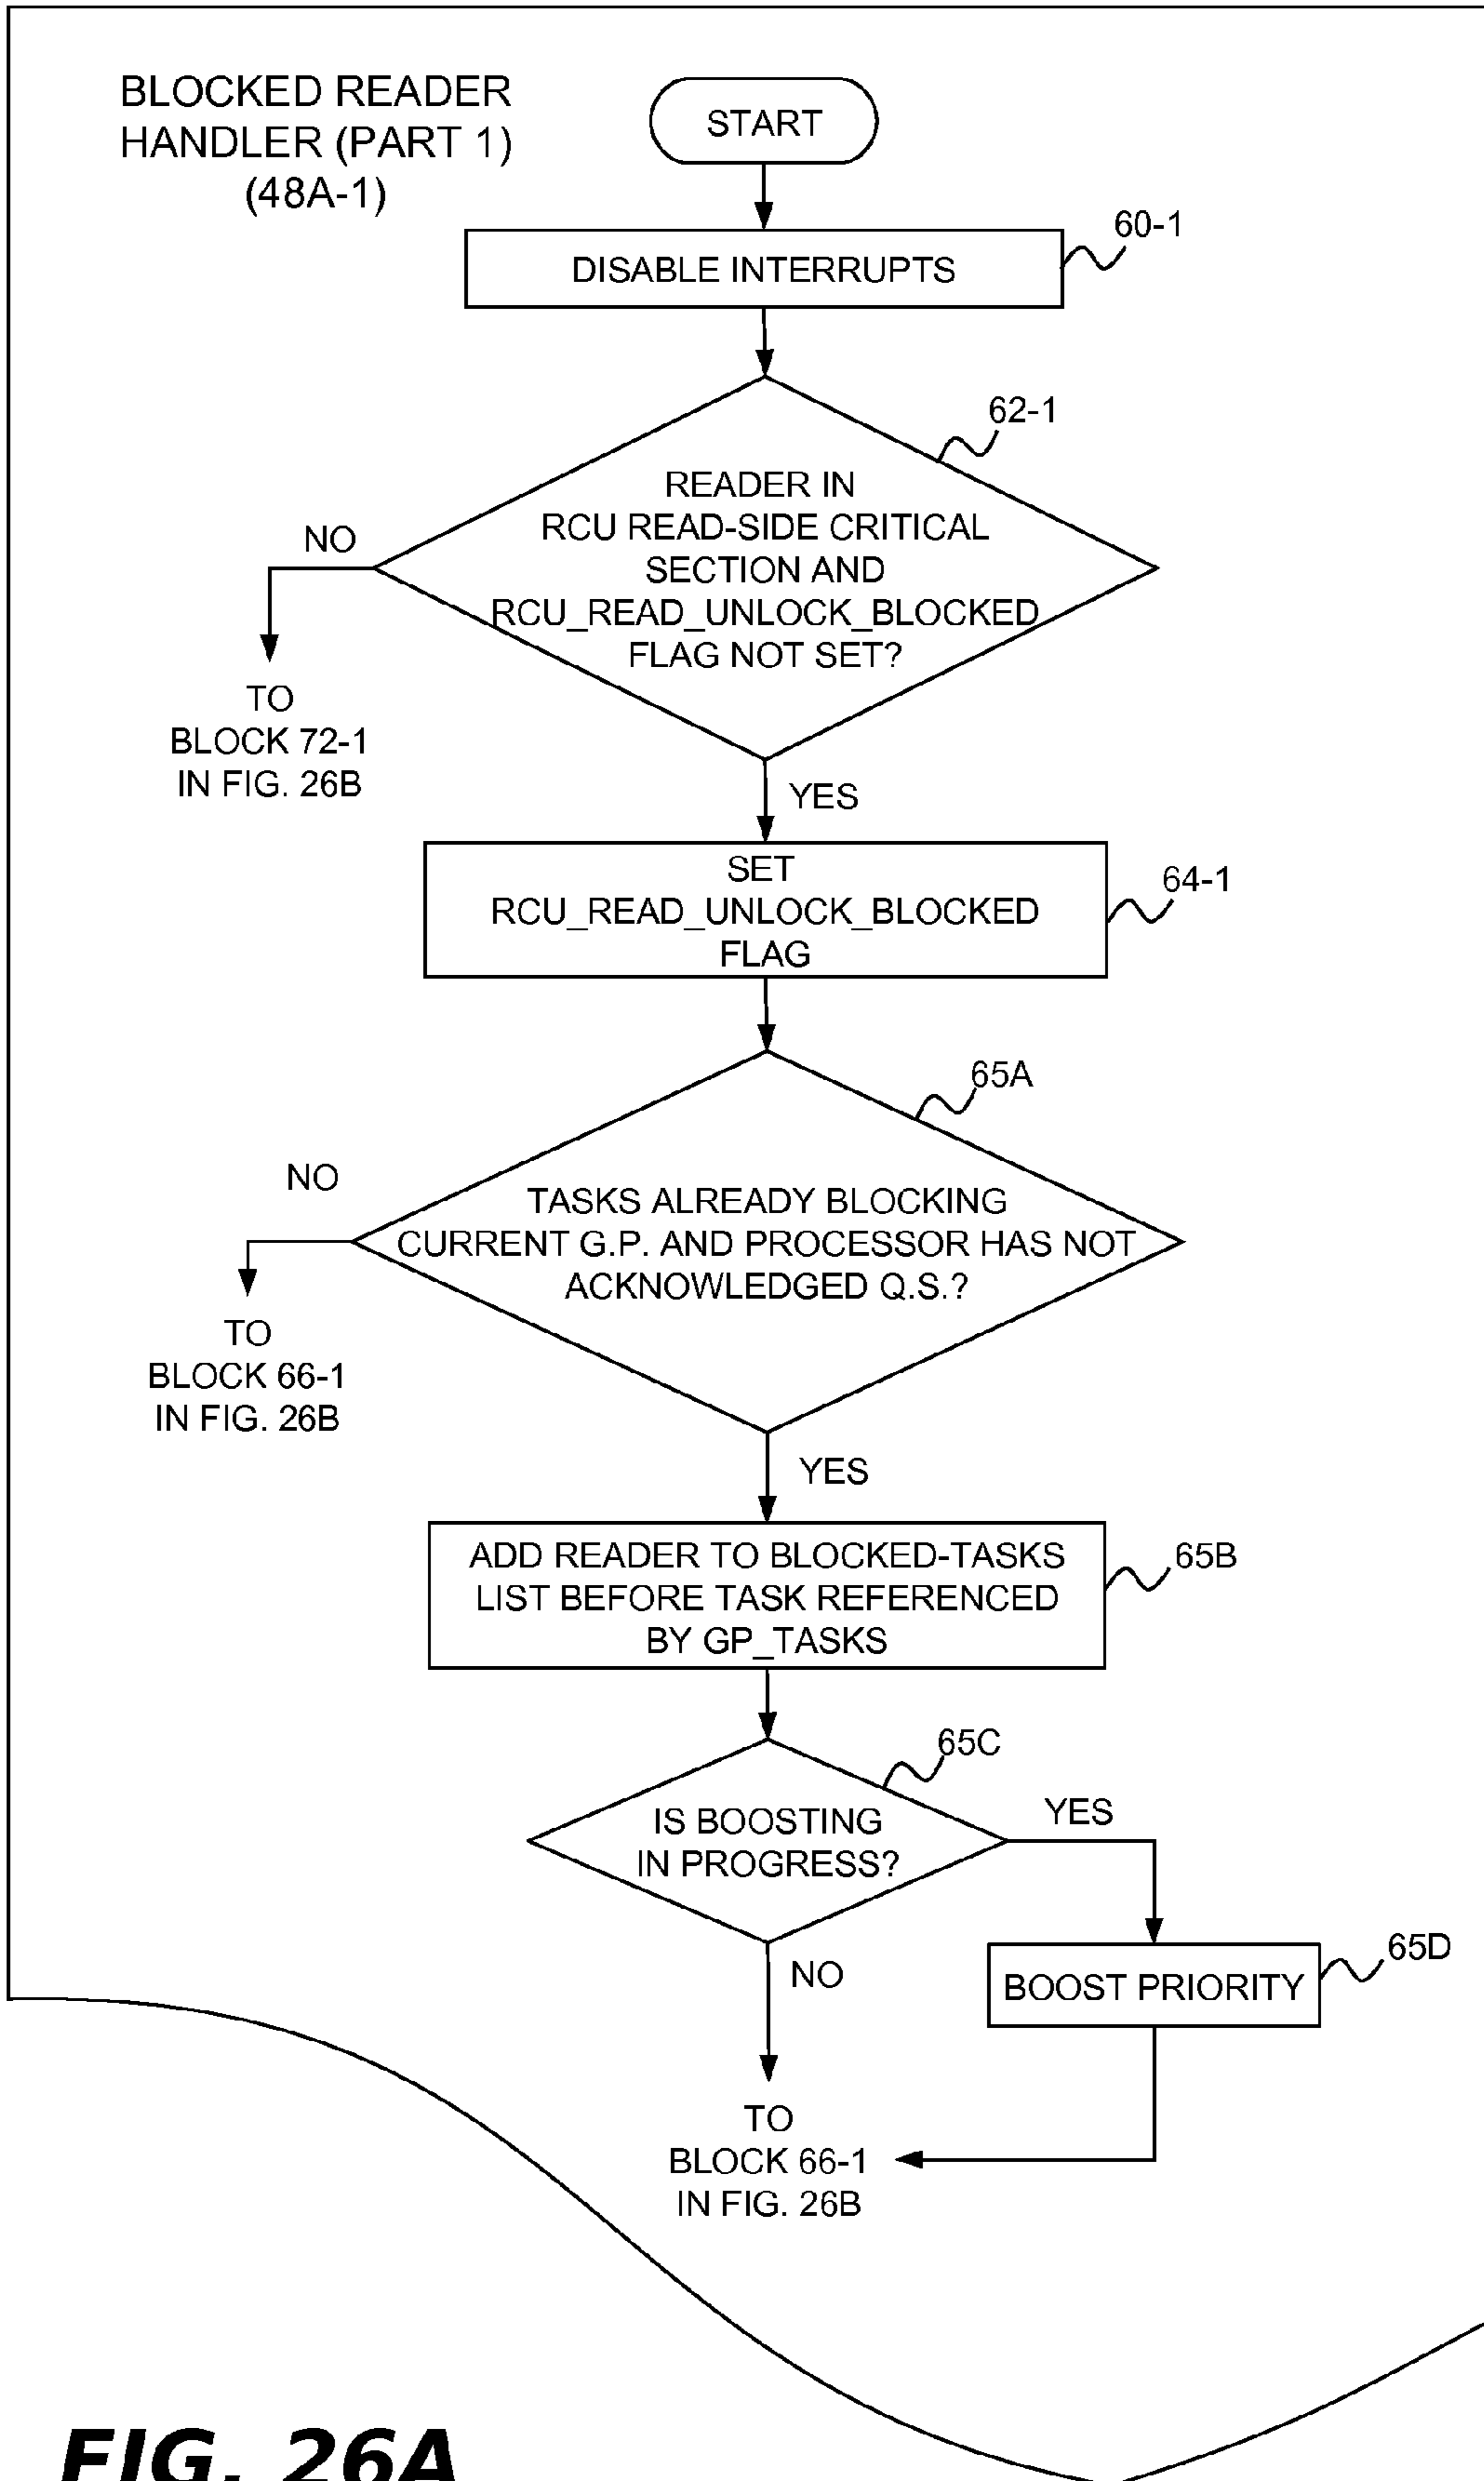 BLOCKED READER
HANDLER (PART 1)
(48A-1)
START
60-1
DISABLE INTERRUPTS
62-1
READER IN
RCU READ-SIDE CRITICAL
SECTION AND
RCU_READ_UNLOCK_BLOCKED
FLAG NOT SET?
NO
TO
BLOCK 72-1
IN FIG. 26B
YES
SET
RCU_READ_UNLOCK_BLOCKED
FLAG
64-1
65A
TASKS ALREADY BLOCKING
CURRENT G.P. AND PROCESSOR HAS NOT
ACKNOWLEDGED Q.S.?
NO
TO
BLOCK 66-1
IN FIG. 26B
YES
ADD READER TO BLOCKED-TASKS
LIST BEFORE TASK REFERENCED
BY GP_TASKS
65B
65C
IS BOOSTING
IN PROGRESS?
YES
BOOST PRIORITY
65D
NO
TO
BLOCK 66-1
IN FIG. 26B
FIG. 26A